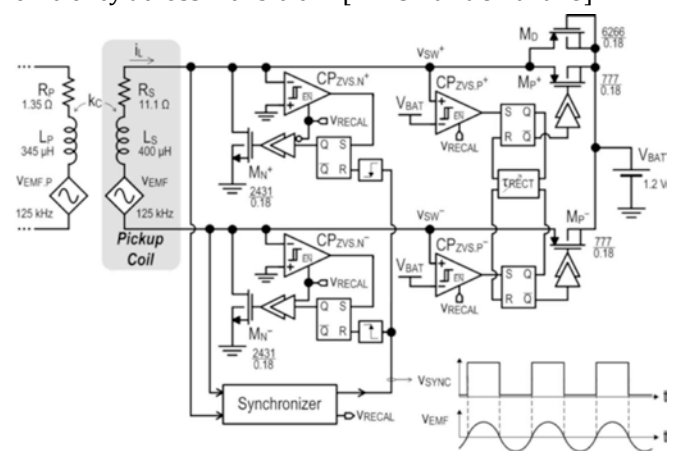 iL
MD
6266
0.18
vSW+
MP+
777
0.18
RP
1.35 Ω
kC
RS
11.1 Ω
CPZVS.N+
EN
VRECAL
CPZVS.P+
VBAT
VRECAL
S Q
R Q̅
LP
345 µH
LS
400 µH
MN+
2431
0.18
Q S
Q̅ R
τRECT
VBAT
1.2 V
VEMF.P
125 kHz
VEMF
125 kHz
Pickup
Coil
vSW-
MP-
777
0.18
CPZVS.N-
EN
VRECAL
CPZVS.P-
VBAT
VRECAL
S Q
R Q̅
MN-
2431
0.18
Q S
Q̅ R
Synchronizer
VRECAL
VSYNC
t
VEMF
t